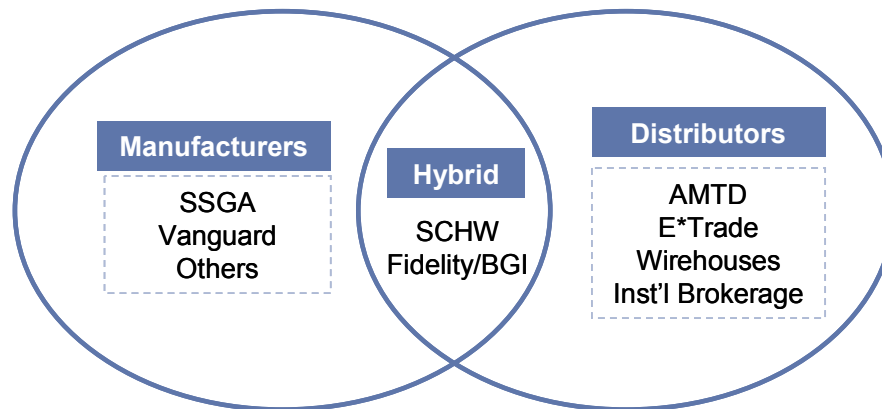 Manufacturers
SSGA
Vanguard
Others
Hybrid
SCHW
Fidelity/BGI
Distributors
AMTD
E*Trade
Wirehouses
Inst'l Brokerage